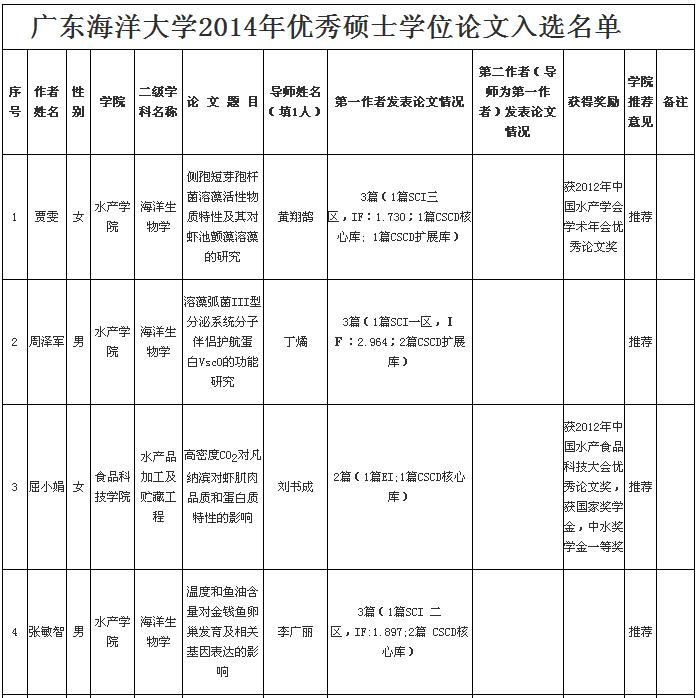 广东海洋大学2014年优秀硕士学位论文入选名单
序号 作者姓名 性别 学院 二级学科名称 论文题目 导师姓名（填1人） 第一作者发表论文情况 第二作者（导师为第一作者）发表论文情况 获得奖励 学院推荐意见 备注
1 贾雯 女 水产学院 海洋生物学 侧孢短芽孢杆菌溶藻活性物质特性及其对虾池颤藻溶藻的研究 黄翔鹄 3篇（1篇SCI三区，IF：1.730；1篇CSCD核心库；1篇CSCD扩展库） 获2012年中国水产学会学术年会优秀论文奖 推荐
2 周泽军 男 水产学院 海洋生物学 溶藻弧菌III型分泌系统分子伴侣护航蛋白VscO的功能研究 丁燏 3篇（1篇SCI一区，IF：2.964；2篇CSCD扩展库） 推荐
3 屈小娟 女 食品科技学院 水产品加工及贮藏工程 高密度CO₂对凡纳滨对虾肌肉品质和蛋白质特性的影响 刘书成 2篇（1篇EI;1篇CSCD核心库） 获2012年中国水产食品科技大会优秀论文奖，获国家奖学金，中水奖学金一等奖 推荐
4 张敏智 男 水产学院 海洋生物学 温度和鱼油含量对金钱鱼卵巢发育及相关基因表达的影响 李广丽 3篇（1篇SCI 二区，IF:1.897;2篇 CSCD核心库） 推荐